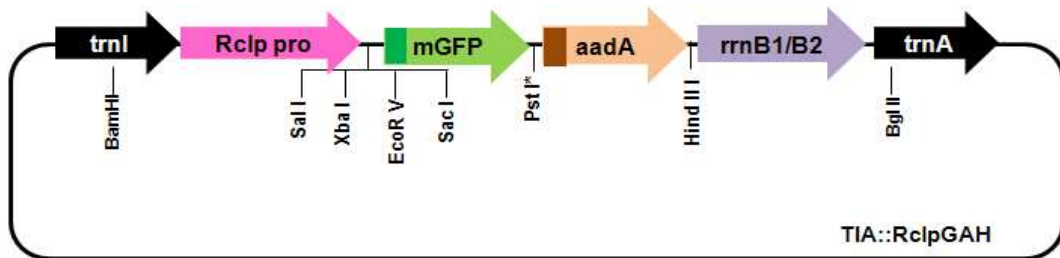 trnI Rclp pro mGFP aadA rrnB1/B2 trnA
BamHI
Sal I
Xba I
EcoR V
Sac I
Pst I*
Hind III I
Bgl II
TIA::RclpGAH